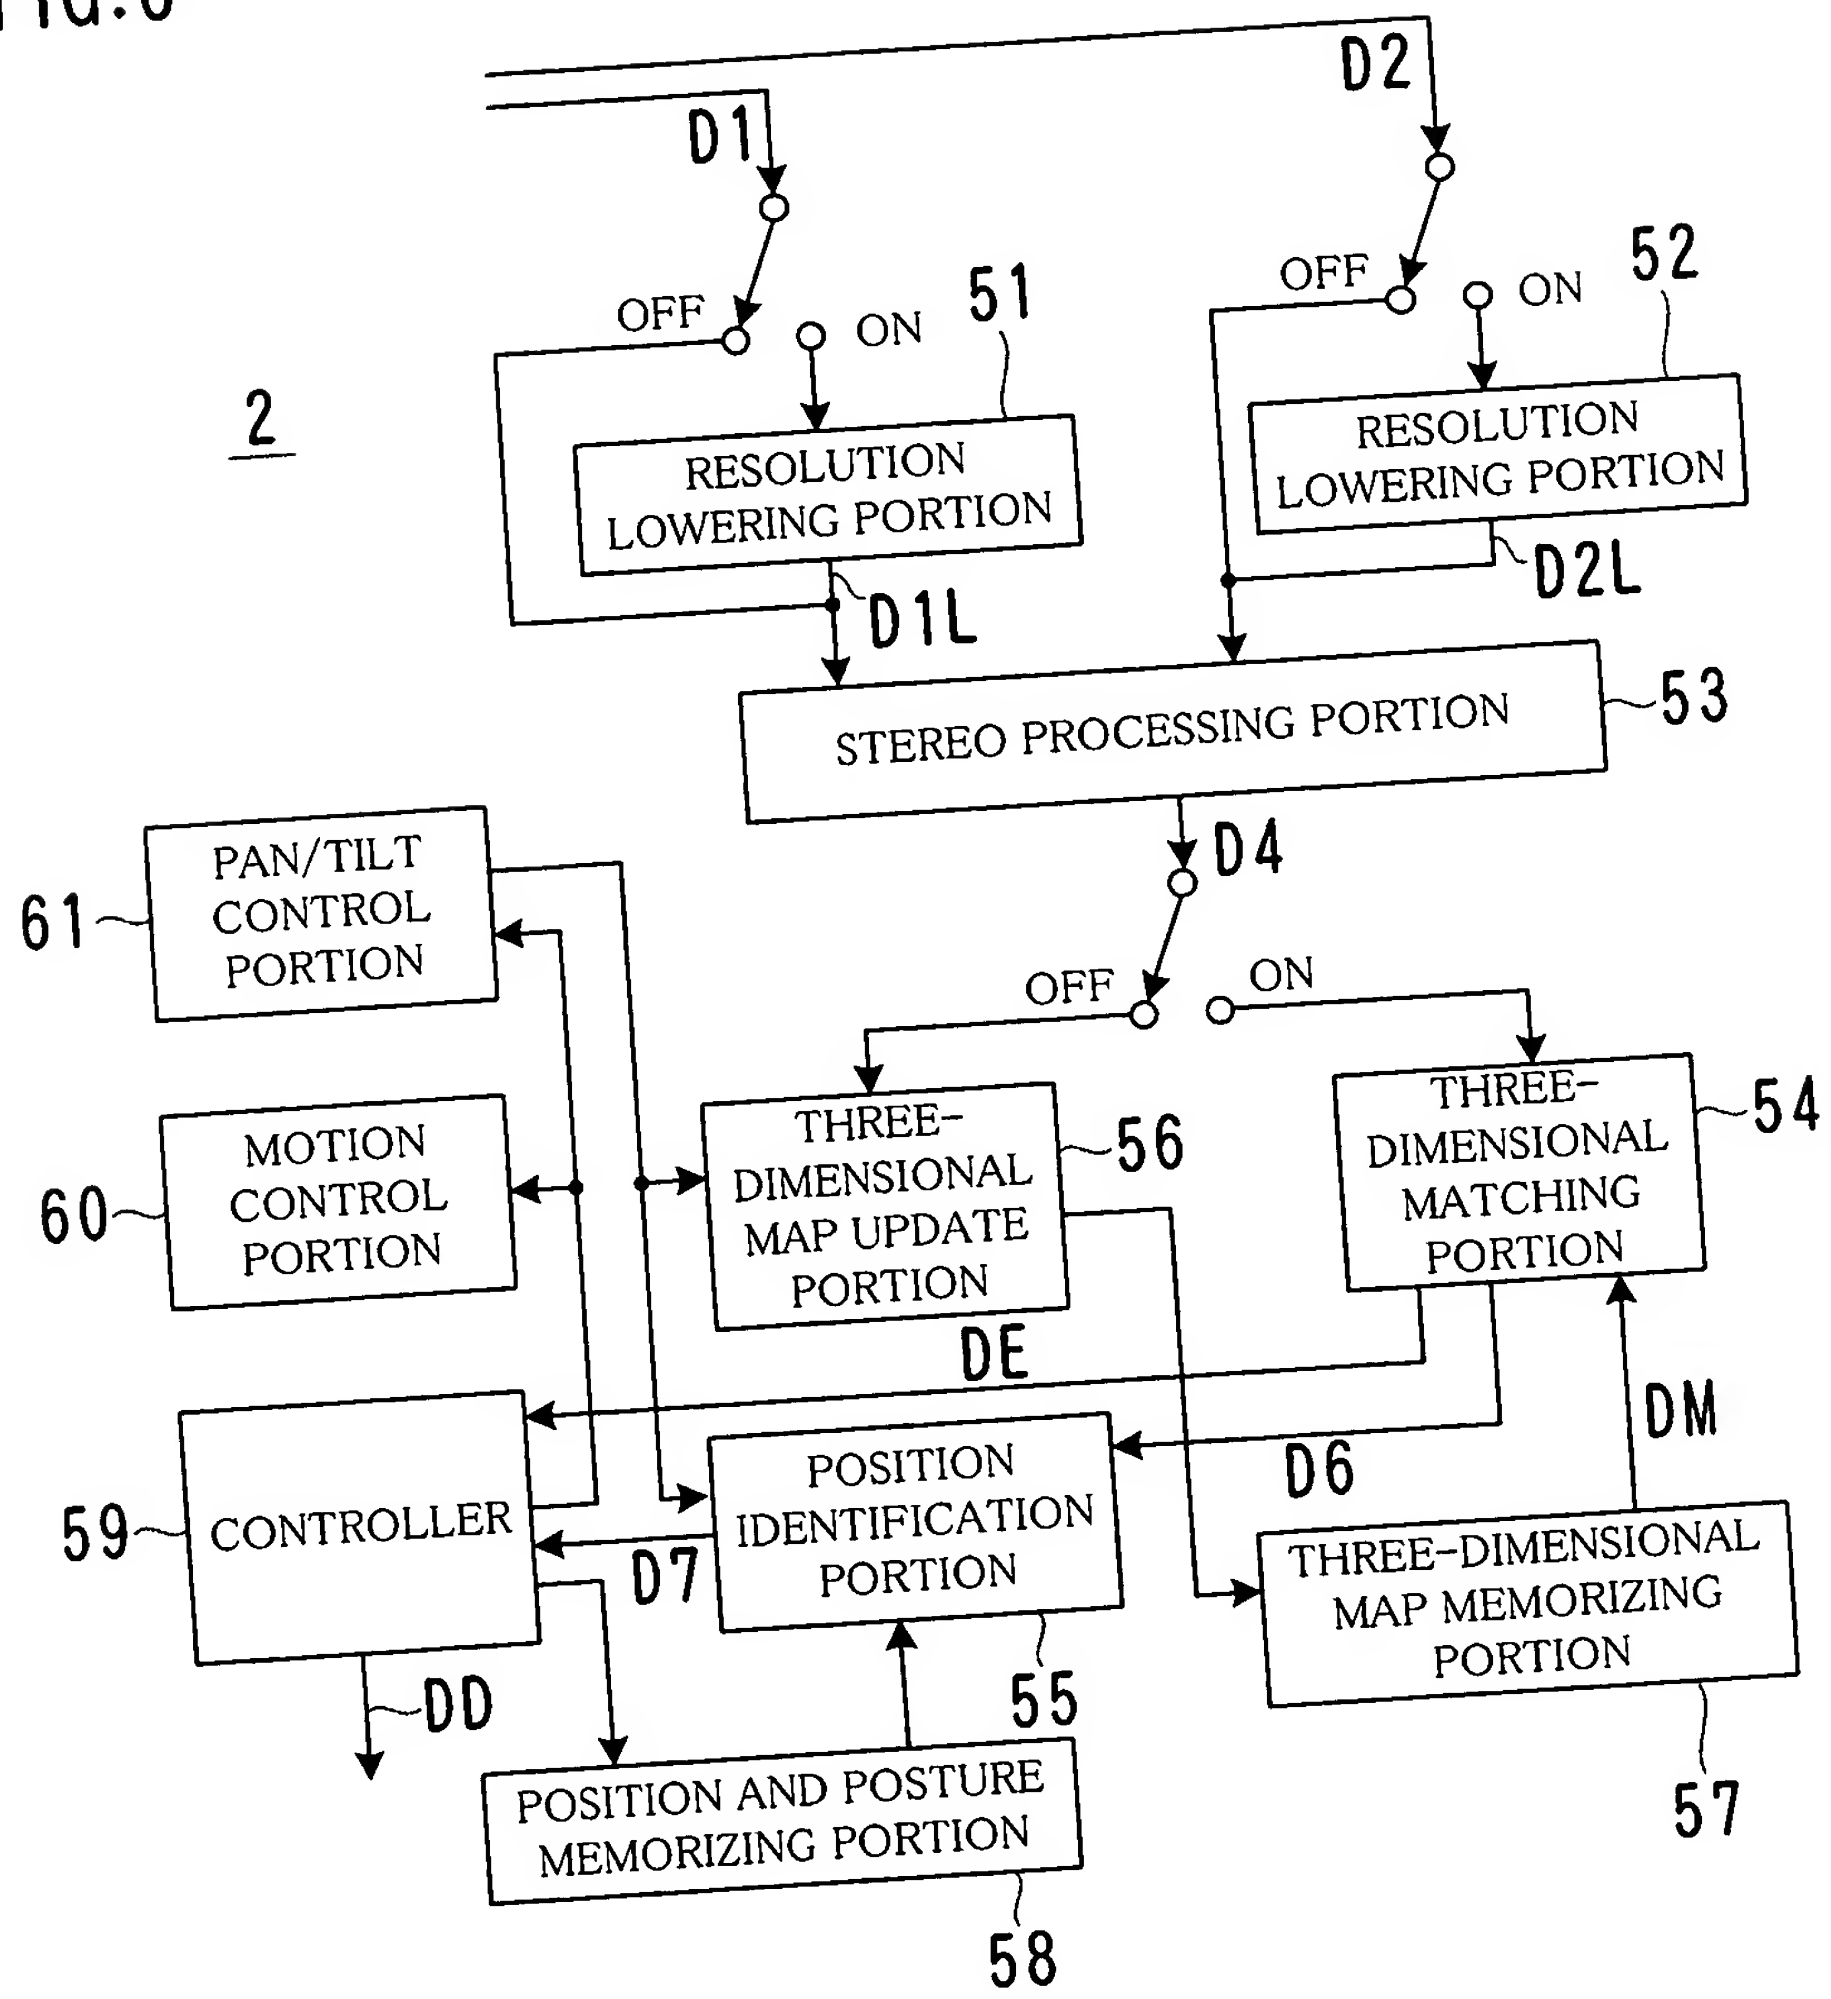 D2
D1
OFF
ON
52
OFF
ON
51
2
RESOLUTION
LOWERING PORTION
RESOLUTION
LOWERING PORTION
D2L
D1L
STEREO PROCESSING PORTION
53
D4
PAN/TILT
CONTROL
PORTION
61
OFF
ON
THREE-
DIMENSIONAL
MAP UPDATE
PORTION
56
THREE-
DIMENSIONAL
MATCHING
PORTION
54
MOTION
CONTROL
PORTION
60
DE
DM
D6
CONTROLLER
59
POSITION
IDENTIFICATION
PORTION
D7
THREE-DIMENSIONAL
MAP MEMORIZING
PORTION
55
DD
57
POSITION AND POSTURE
MEMORIZING PORTION
58